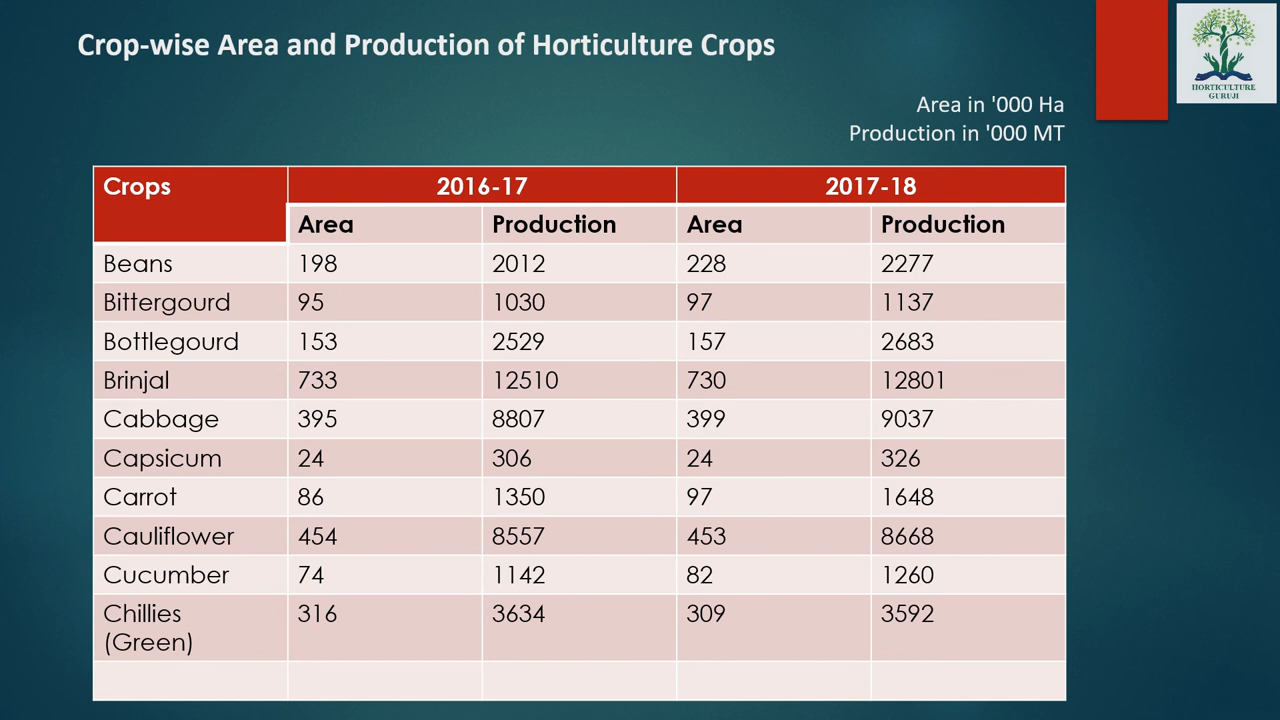 Crop-wise Area and Production of Horticulture Crops
HORTICULTURE
GURUJI
Area in '000 Ha
Production in '000 MT
Crops 2016-17 2017-18
Area Production Area Production
Beans 198 2012 228 2277
Bittergourd 95 1030 97 1137
Bottlegourd 153 2529 157 2683
Brinjal 733 12510 730 12801
Cabbage 395 8807 399 9037
Capsicum 24 306 24 326
Carrot 86 1350 97 1648
Cauliflower 454 8557 453 8668
Cucumber 74 1142 82 1260
Chillies 316 3634 309 3592
(Green)